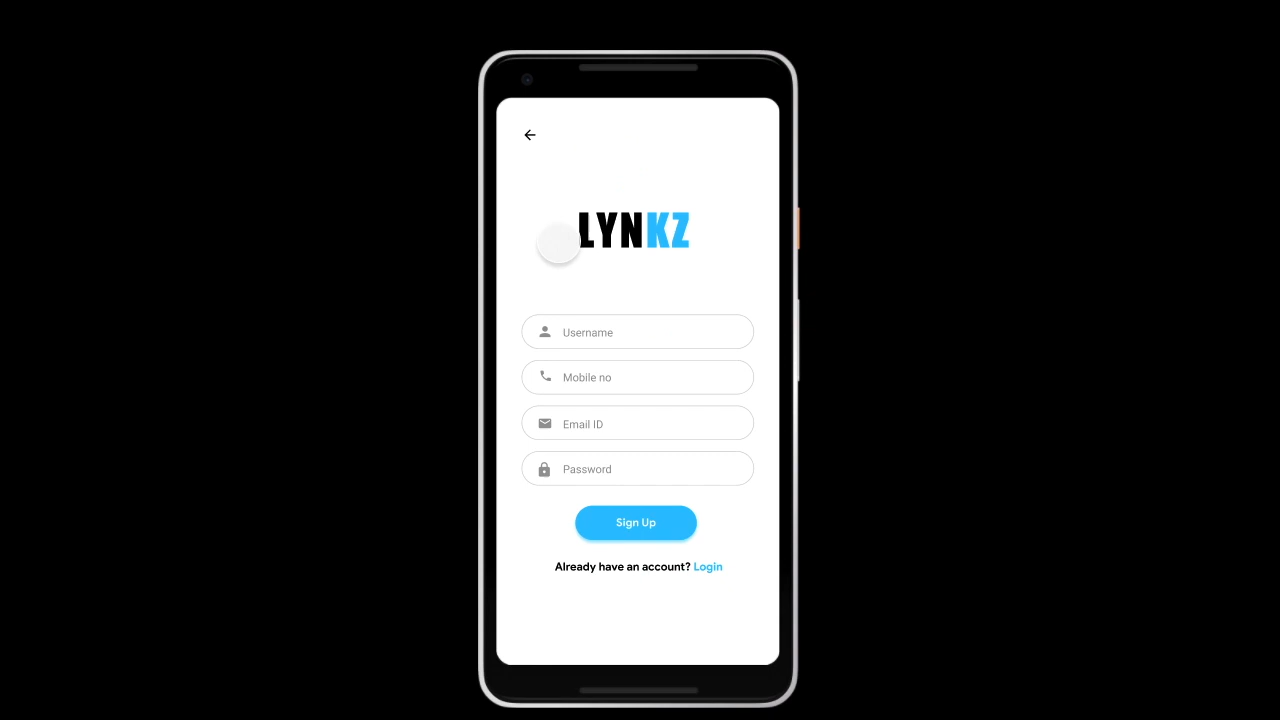 LYNKZ
Username
Mobile no
Email ID
Password
Sign Up
Already have an account? Login